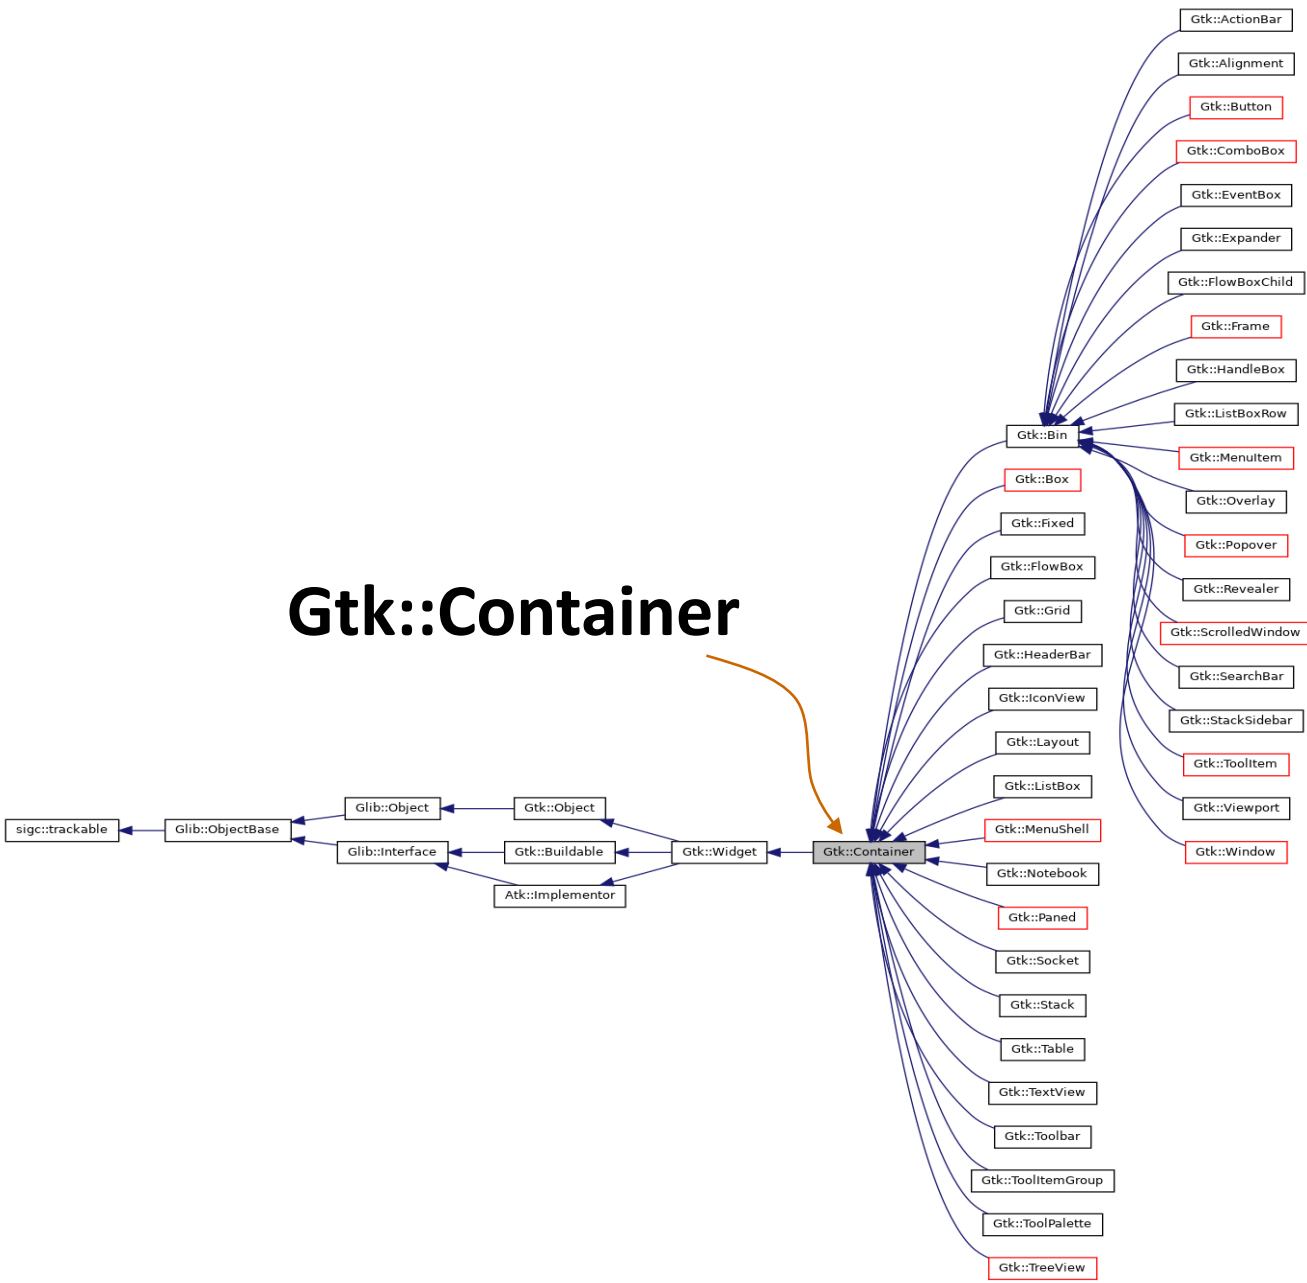 Gtk::ActionBar
Gtk::Alignment
Gtk::Button
Gtk::ComboBox
Gtk::EventBox
Gtk::Expander
Gtk::FlowBoxChild
Gtk::Frame
Gtk::HandleBox
Gtk::ListBoxRow
Gtk::Bin
Gtk::MenuItem
Gtk::Box
Gtk::Overlay
Gtk::Fixed
Gtk::Popover
Gtk::FlowBox
Gtk::Revealer
Gtk::Container
Gtk::Grid
Gtk::ScrolledWindow
Gtk::HeaderBar
Gtk::SearchBar
Gtk::IconView
Gtk::StackSidebar
Gtk::Layout
Gtk::ToolItem
Gtk::ListBox
Glib::Object
Gtk::Object
Gtk::Viewport
sigc::trackable
Glib::ObjectBase
Gtk::MenuShell
Glib::Interface
Gtk::Buildable
Gtk::Widget
Gtk::Container
Gtk::Window
Gtk::Notebook
Atk::Implementor
Gtk::Paned
Gtk::Socket
Gtk::Stack
Gtk::Table
Gtk::TextView
Gtk::Toolbar
Gtk::ToolItemGroup
Gtk::ToolPalette
Gtk::TreeView